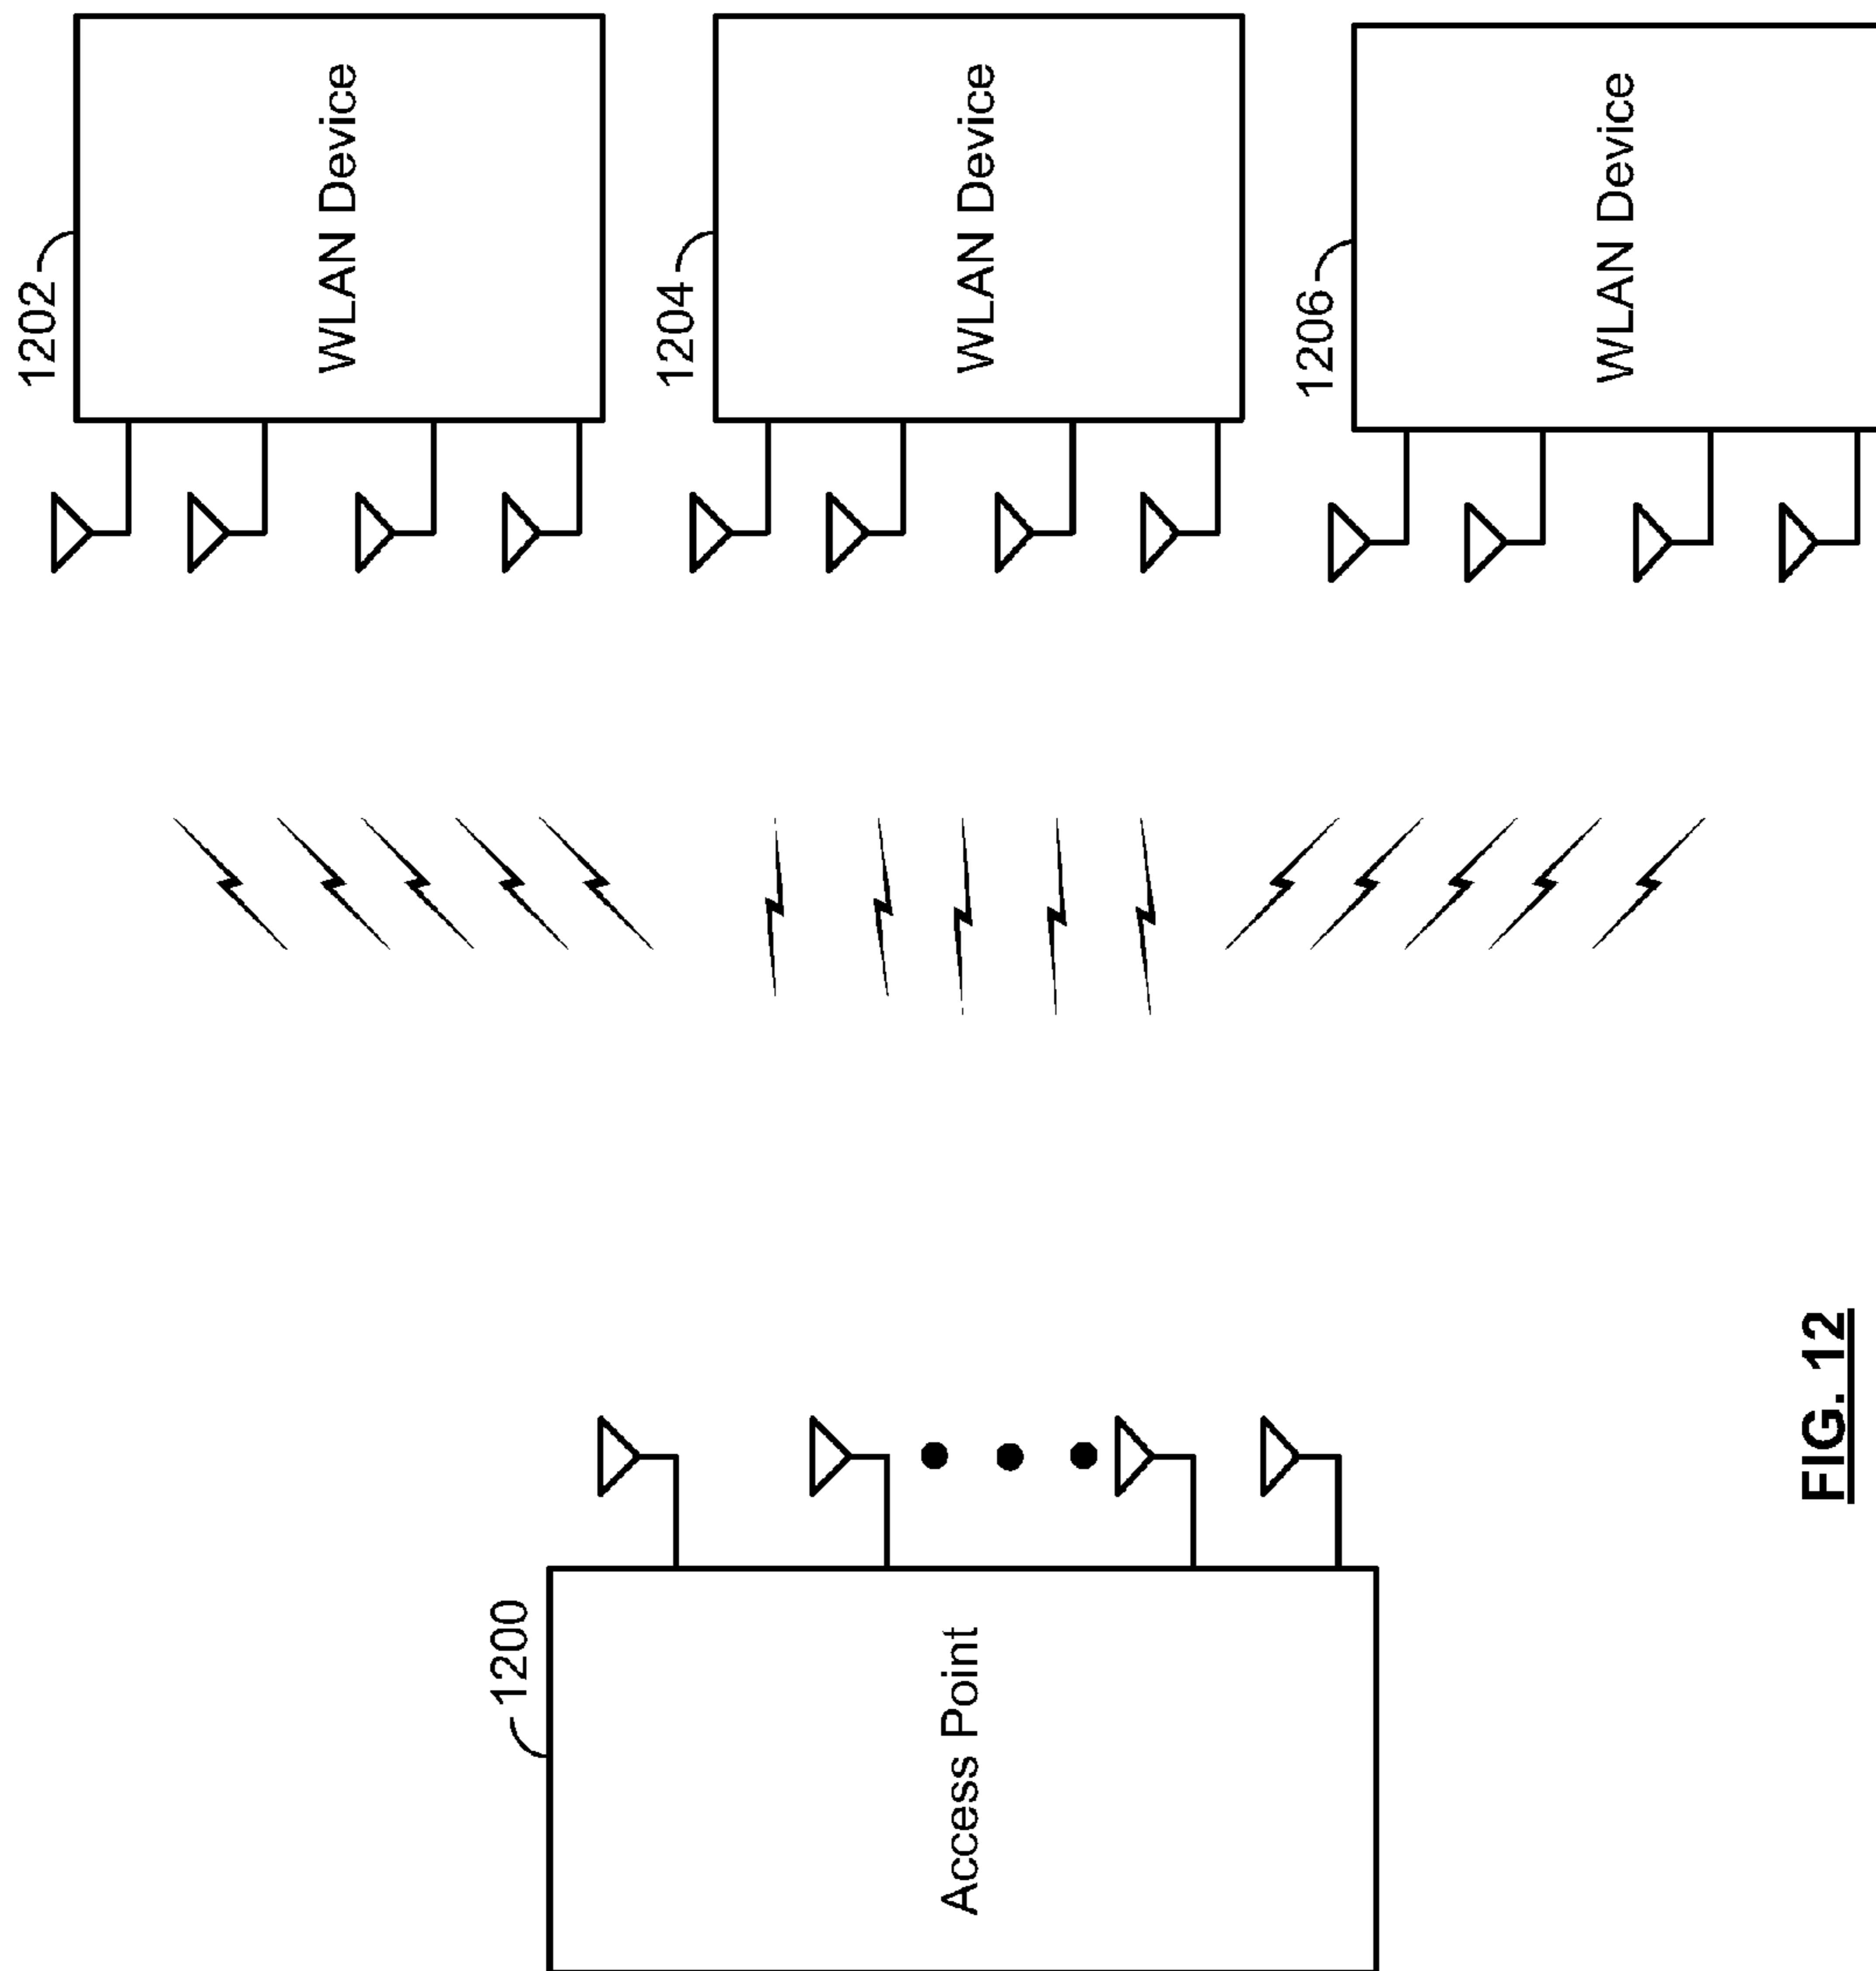 1202
WLAN Device
1204
WLAN Device
1206
WLAN Device
1200
Access Point
FIG. 12